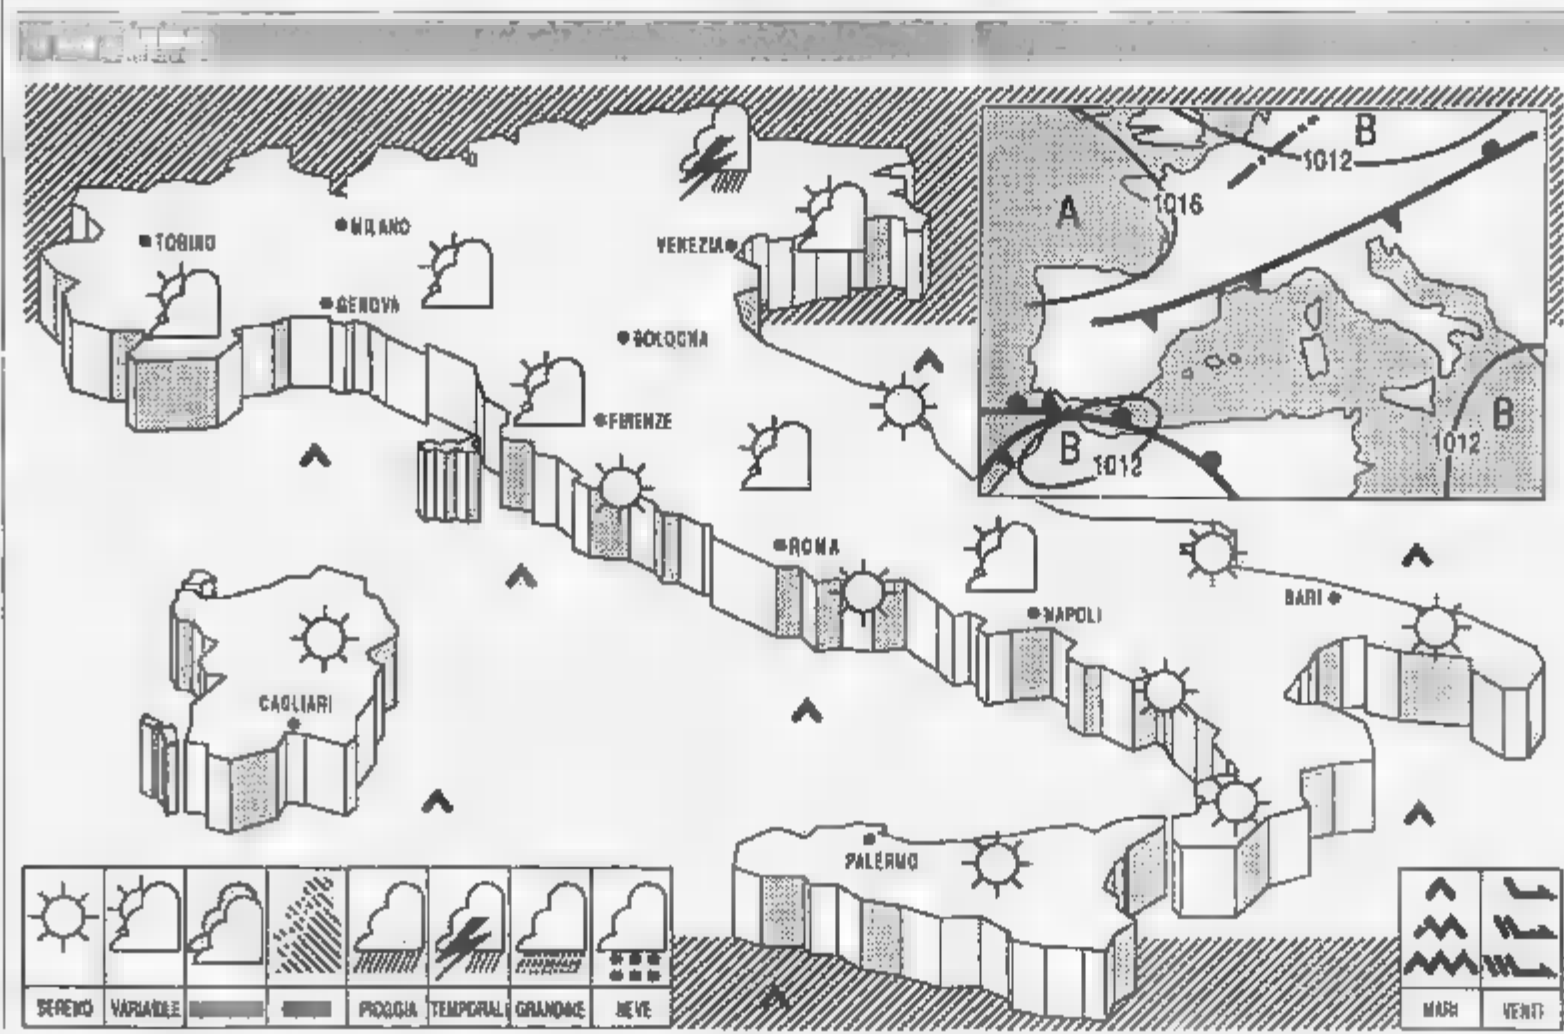 B
1012
1016
A
MILANO
TORINO
VENEZIA
GENOVA
BOLOGNA
FIRENZE
B
1012
B
1012
ROMA
BARI
NAPOLI
CAGLIARI
PALERMO
SERENO VARIABILE PIOGGIA TEMPORALI GRANDINE NEVE
MARI VENTI